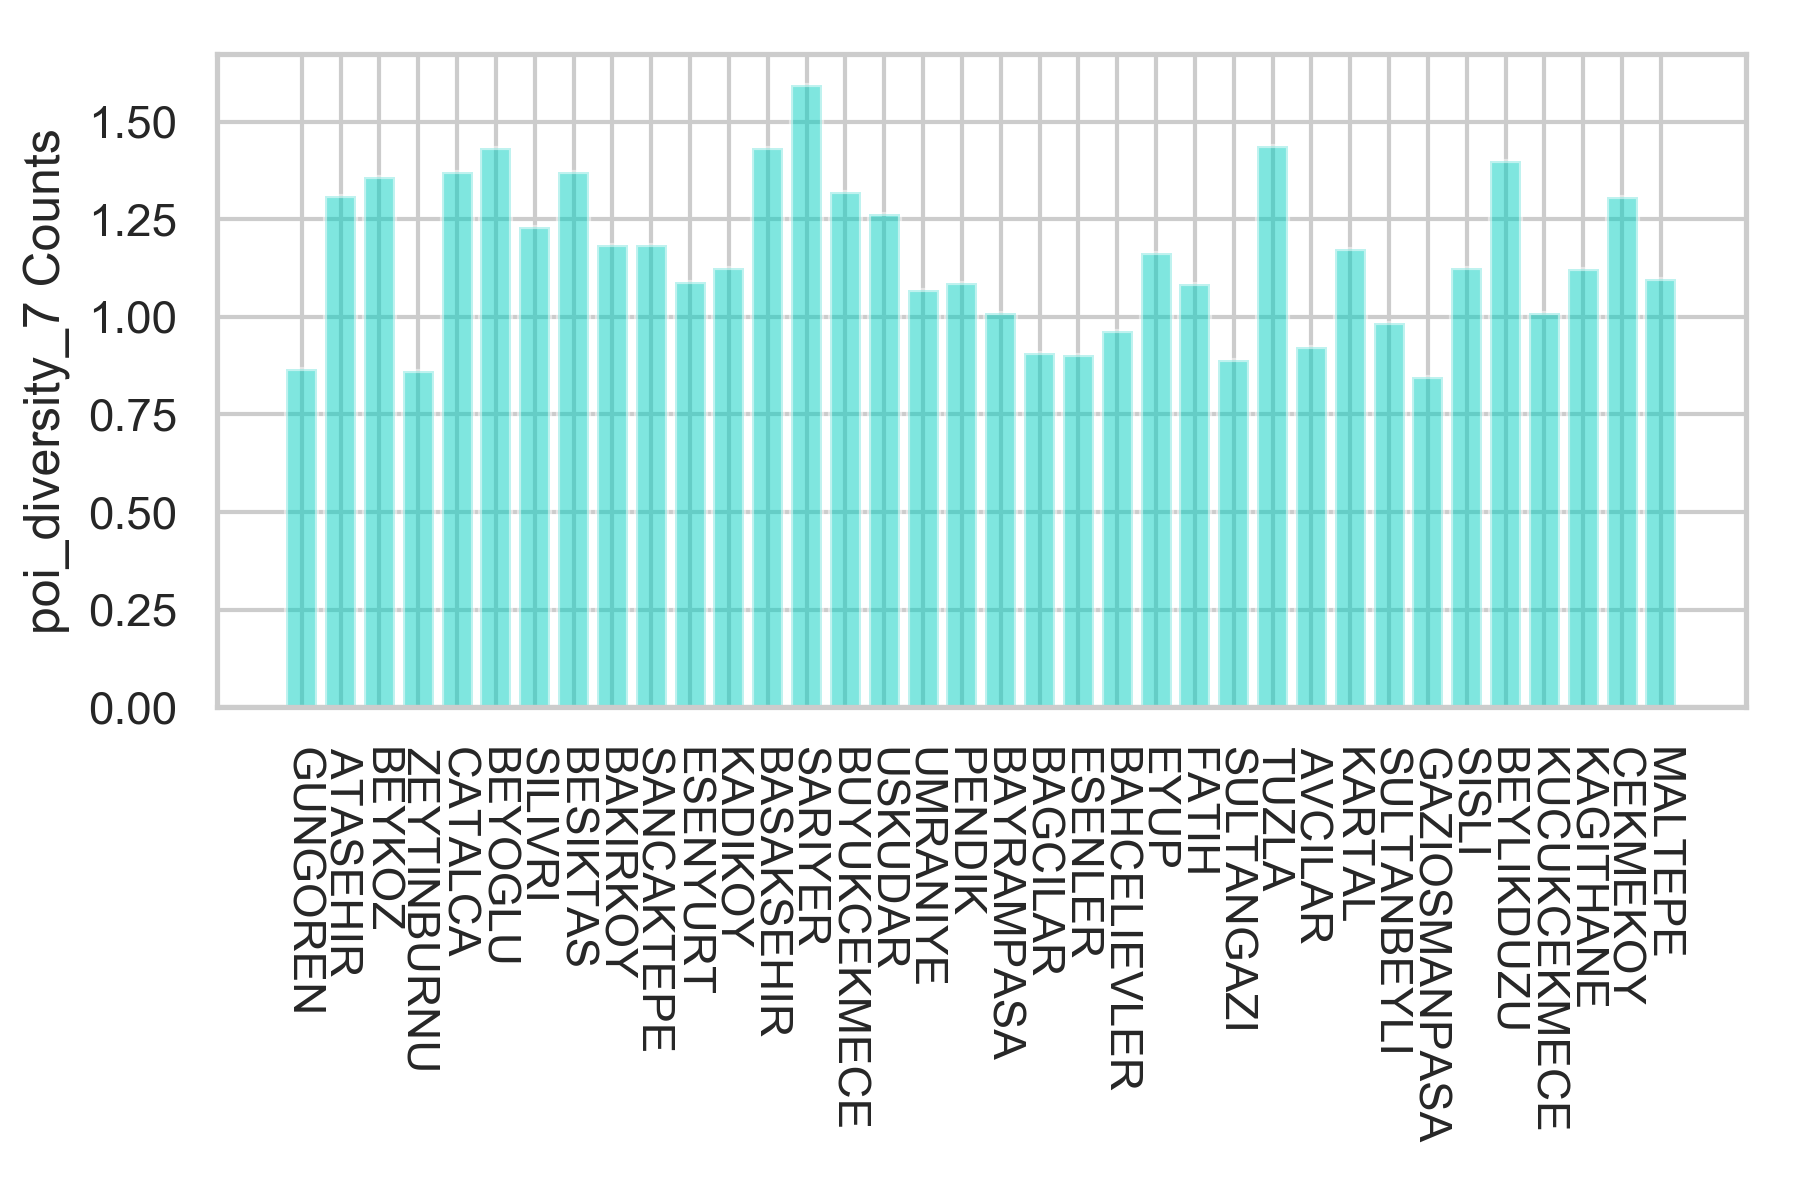 poi_diversity_7 Counts
1.50
1.25
1.00
0.75
0.50
0.25
0.00
GUNGOREN
ATASEHIR
BEYKOZ
ZEYTINBURNU
CATALCA
BEYOGLU
SILIVRI
BESIKTAS
BAKIRKOY
SANCAKTEPE
ESENYURT
KADIKOY
BASAKSEHIR
SARIYER
BUYUKCEKMECE
USKUDAR
UMRANIYE
PENDIK
BAYRAMPASA
BAGCILAR
ESENLER
BAHCELIEVLER
EYUP
FATIH
SULTANGAZI
TUZLA
AVCILAR
KARTAL
SULTANBEYLI
GAZIOSMANPASA
SISLI
BEYLIKDUZU
KUCUKCEKMECE
KAGITHANE
CEKMEKOY
MALTEPE